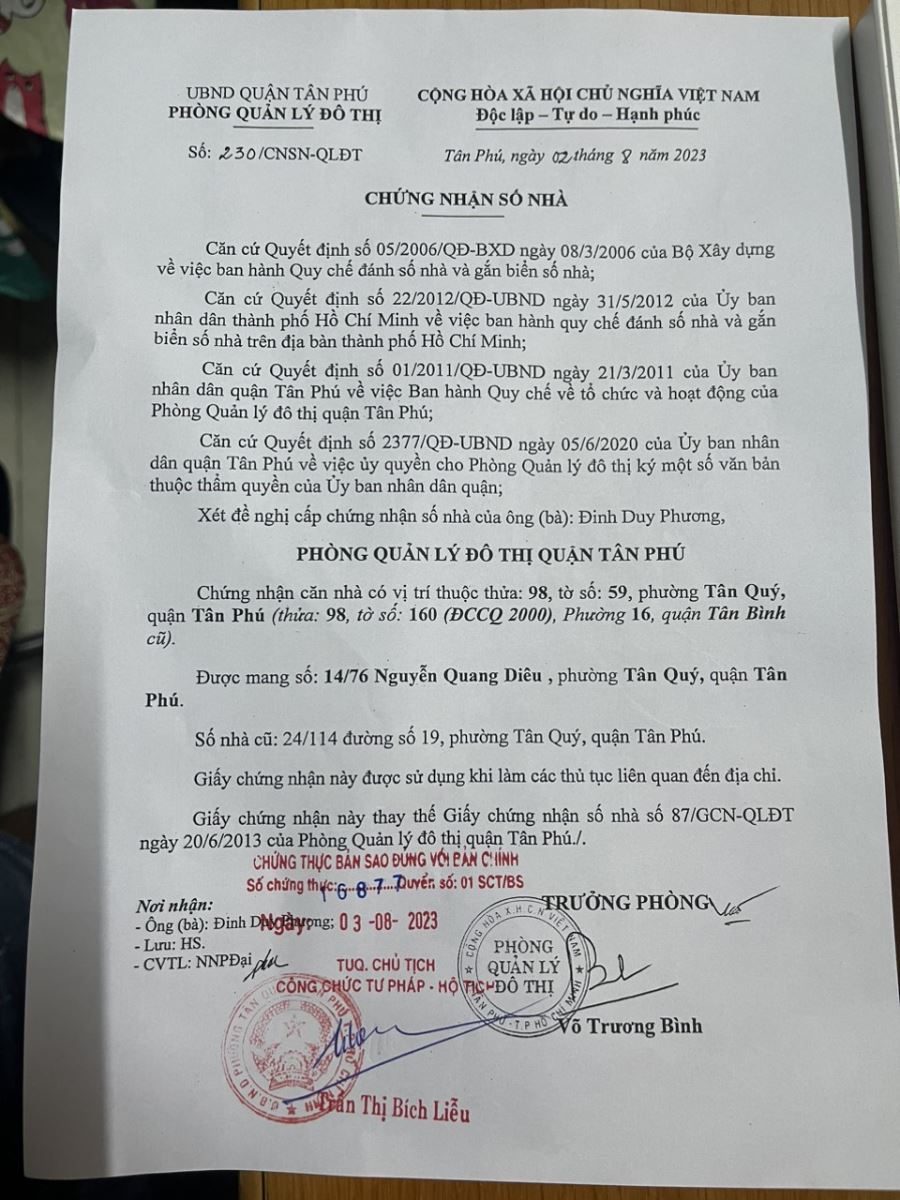 UBND QUẬN TÂN PHÚ
PHÒNG QUẢN LÝ ĐÔ THỊ
CỘNG HÒA XÃ HỘI CHỦ NGHĨA VIỆT NAM
Độc lập – Tự do – Hạnh phúc
Số: 230/CNSN-QLĐT
Tân Phú, ngày 02 tháng 8 năm 2023
CHỨNG NHẬN SỐ NHÀ
Căn cứ Quyết định số 05/2006/QĐ-BXD ngày 08/3/2006 của Bộ Xây dựng
về việc ban hành Quy chế đánh số nhà và gắn biển số nhà;
Căn cứ Quyết định số 22/2012/QĐ-UBND ngày 31/5/2012 của Ủy ban
nhân dân thành phố Hồ Chí Minh về việc ban hành quy chế đánh số nhà và gắn
biển số nhà trên địa bàn thành phố Hồ Chí Minh;
Căn cứ Quyết định số 01/2011/QĐ-UBND ngày 21/3/2011 của Ủy ban
nhân dân quận Tân Phú về việc Ban hành Quy chế về tổ chức và hoạt động của
Phòng Quản lý đô thị quận Tân Phú;
Căn cứ Quyết định số 2377/QĐ-UBND ngày 05/6/2020 của Ủy ban nhân
dân quận Tân Phú về việc ủy quyền cho Phòng Quản lý đô thị ký một số văn bản
thuộc thẩm quyền của Ủy ban nhân dân quận;
Xét đề nghị cấp chứng nhận số nhà của ông (bà): Đinh Duy Phương,
PHÒNG QUẢN LÝ ĐÔ THỊ QUẬN TÂN PHÚ
Chứng nhận căn nhà có vị trí thuộc thửa: 98, tờ số: 59, phường Tân Quý,
quận Tân Phú (thửa: 98, tờ số: 160 (ĐCCQ 2000), Phường 16, quận Tân Bình
cũ).
Được mang số: 14/76 Nguyễn Quang Diêu , phường Tân Quý, quận Tân
Phú.
Số nhà cũ: 24/114 đường số 19, phường Tân Quý, quận Tân Phú.
Giấy chứng nhận này được sử dụng khi làm các thủ tục liên quan đến địa chỉ.
Giấy chứng nhận này thay thế Giấy chứng nhận số nhà số 87/GCN-QLĐT
ngày 20/6/2013 của Phòng Quản lý đô thị quận Tân Phú./.
CHỨNG THỰC BẢN SAO ĐÚNG VỚI BẢN CHÍNH
Số chứng thực: 16877 Quyển số: 01 SCT/BS
Nơi nhận:
- Ông (bà): Đinh Duy Phương;
- Lưu: HS.
- CVTL: NNPĐại
Ngày: 03-08-2023
TUQ. CHỦ TỊCH
CÔNG CHỨC TƯ PHÁP - HỘ TỊCH
TRƯỞNG PHÒNG
CỘNG HÒA X.H.C.N VIỆT NAM
PHÒNG
QUẢN LÝ
ĐÔ THỊ
TÂN PHÚ - T.P HỒ CHÍ MINH
Võ Trương Bình
Trần Thị Bích Liễu